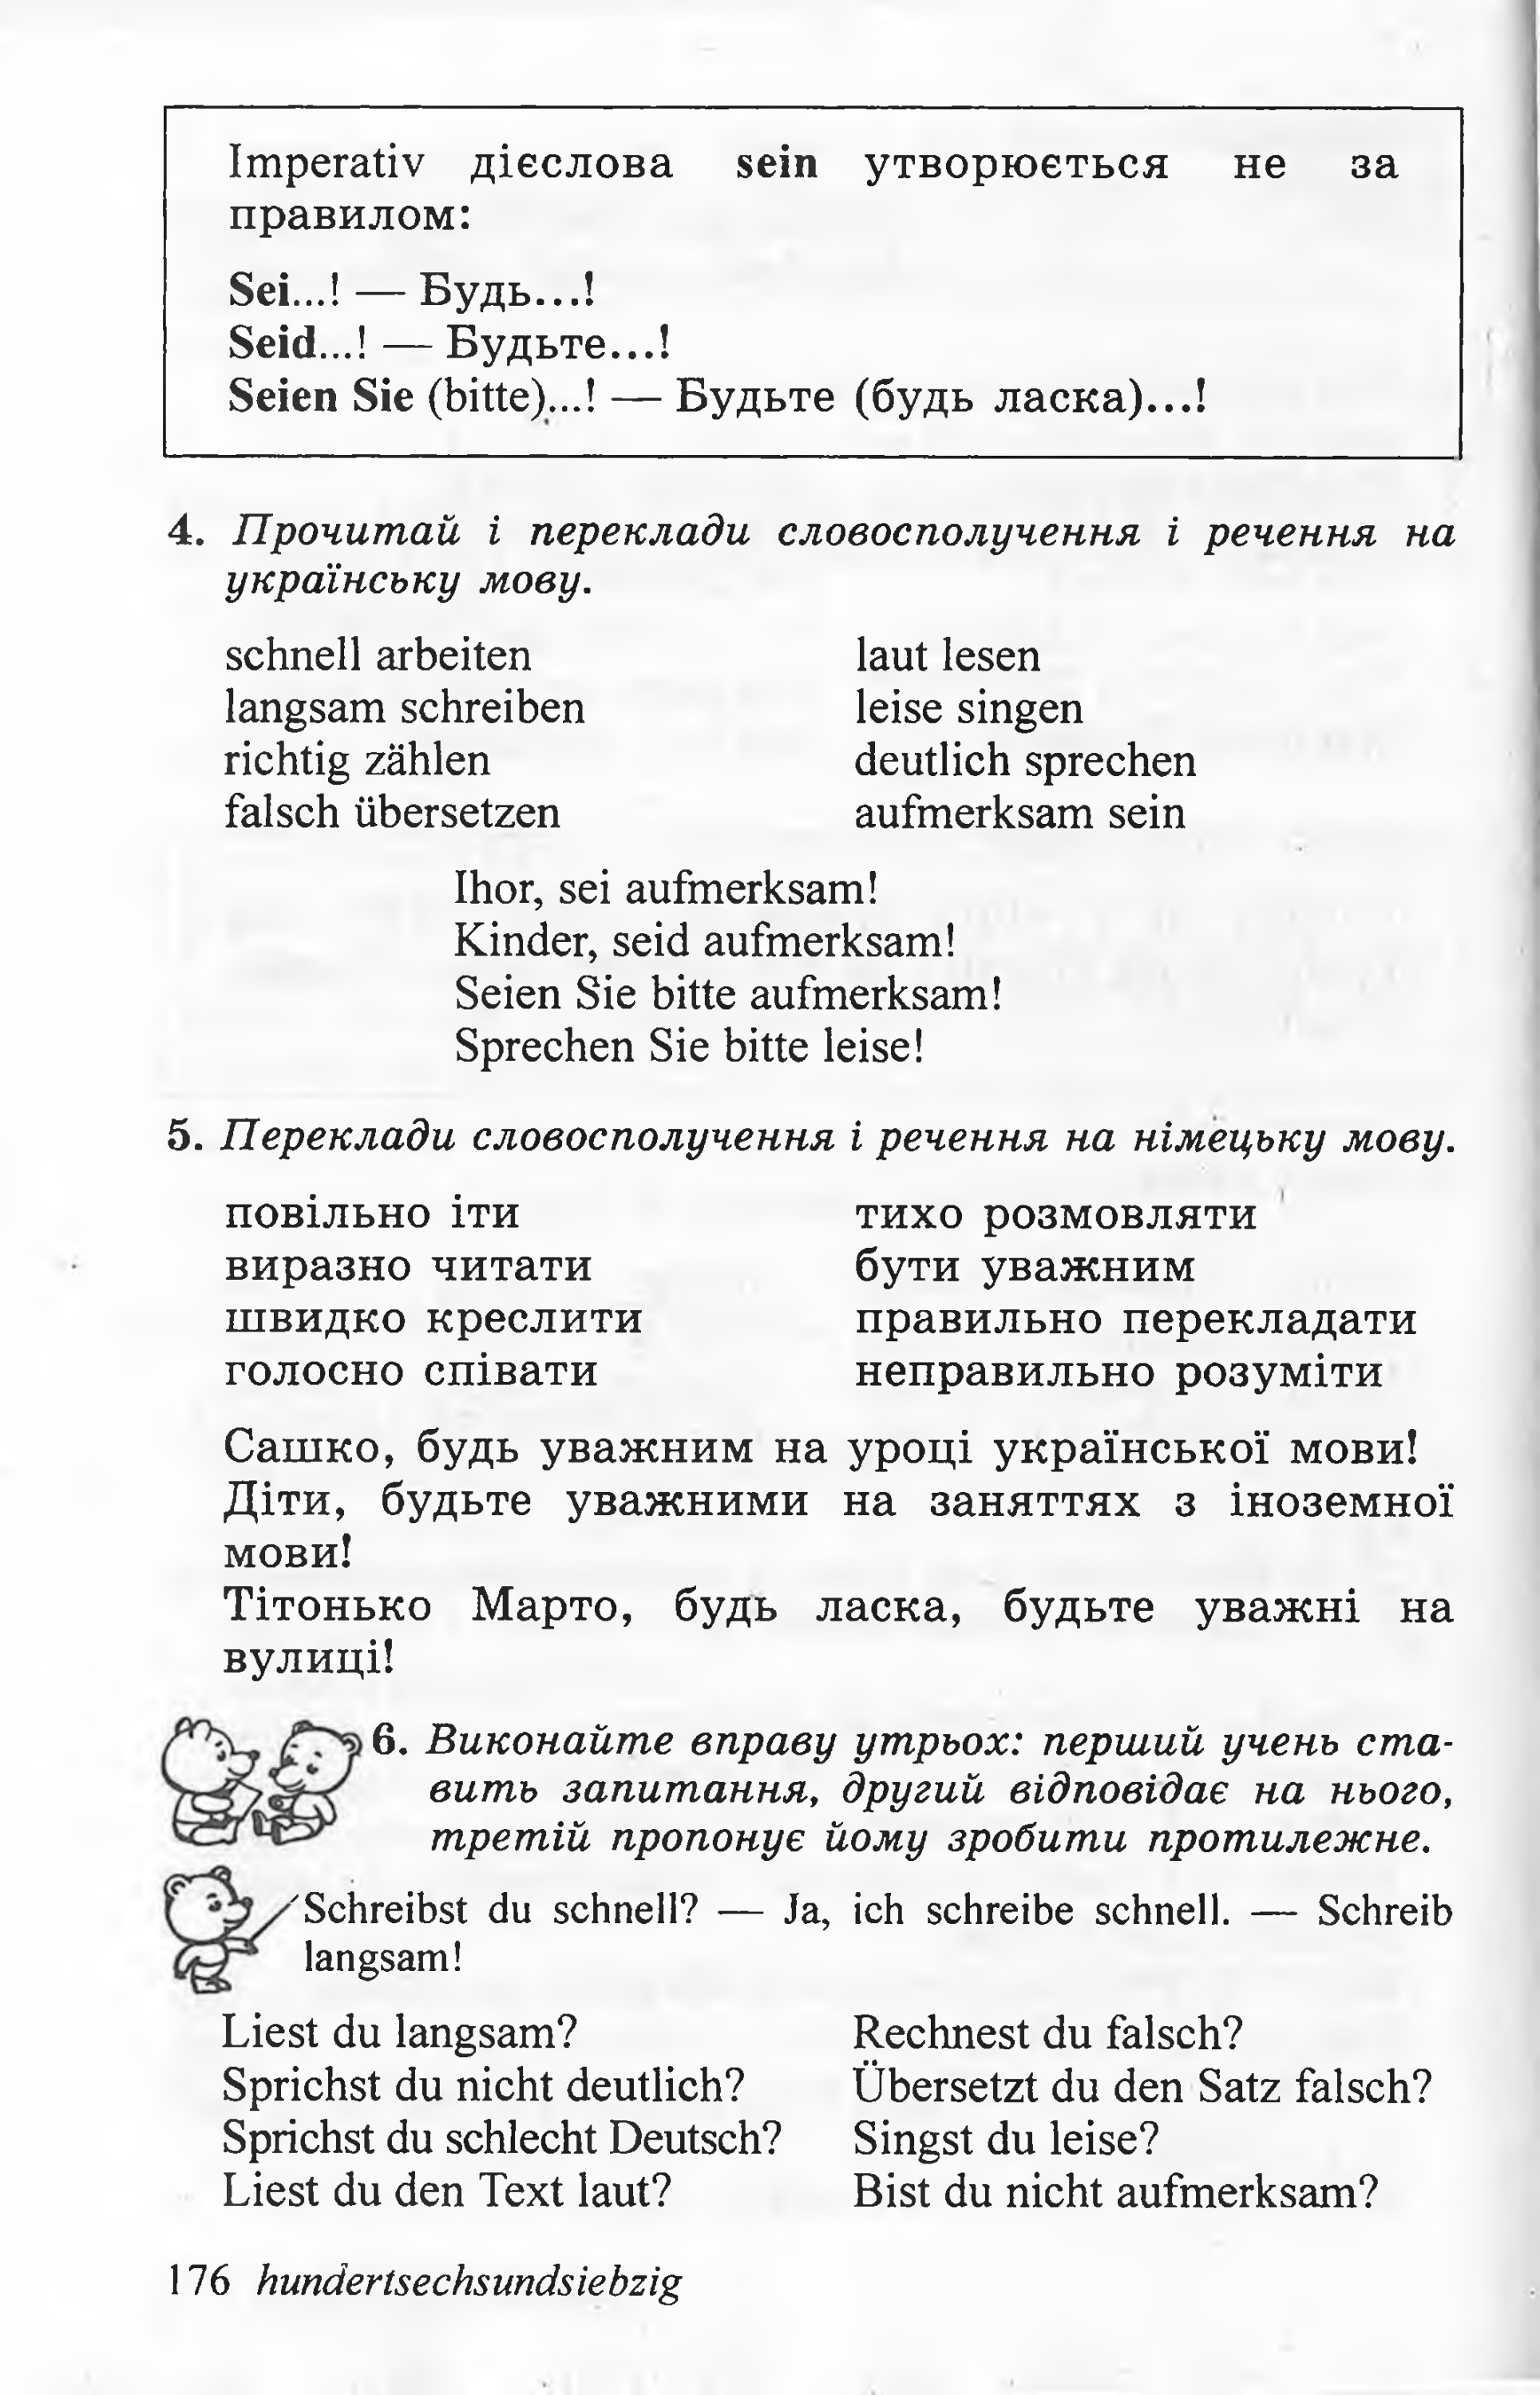 Imperativ дієслова sein утворюється не за
правилом:
Sei...! — Будь...!
Seid...! — Будьте...!
Seien Sie (bitte)...! — Будьте (будь ласка)...!
4. Прочитай і переклади словосполучення і речення на
українську мову.
schnell arbeiten
langsam schreiben
richtig zählen
falsch übersetzen
laut lesen
leise singen
deutlich sprechen
aufmerksam sein
Ihor, sei aufmerksam!
Kinder, seid aufmerksam!
Seien Sie bitte aufmerksam!
Sprechen Sie bitte leise!
5. Переклади словосполучення і речення на німецьку мову.
повільно іти
виразно читати
швидко креслити
голосно співати
тихо розмовляти
бути уважним
правильно перекладати
неправильно розуміти
Сашко, будь уважним на уроці української мови!
Діти, будьте уважними на заняттях з іноземної
мови!
Тітонько Марто, будь ласка, будьте уважні на
вулиці!
6. Виконайте вправу утрьох: перший учень ста-
вить запитання, другий відповідає на нього,
третій пропонує йому зробити протилежне.
Schreibst du schnell? — Ja, ich schreibe schnell. — Schreib
langsam!
Liest du langsam?
Sprichst du nicht deutlich?
Sprichst du schlecht Deutsch?
Liest du den Text laut?
Rechnest du falsch?
Übersetzt du den Satz falsch?
Singst du leise?
Bist du nicht aufmerksam?
176 hundertsechsundsiebzig